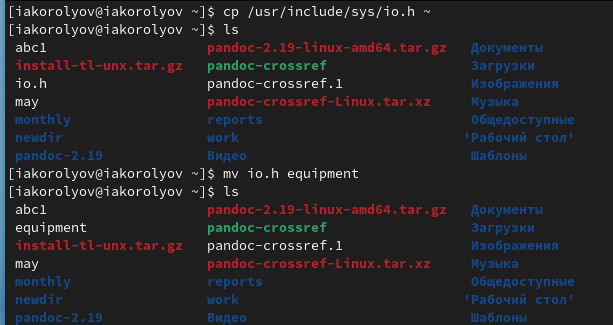 [iakorolyov@iakorolyov ~]$ cp /usr/include/sys/io.h ~
[iakorolyov@iakorolyov ~]$ ls
abc1 pandoc-2.19-linux-amd64.tar.gz Документы
install-tl-unx.tar.gz pandoc-crossref Загрузки
io.h pandoc-crossref.1 Изображения
may pandoc-crossref-Linux.tar.xz Музыка
monthly reports Общедоступные
newdir work 'Рабочий стол'
pandoc-2.19 Видео Шаблоны
[iakorolyov@iakorolyov ~]$ mv io.h equipment
[iakorolyov@iakorolyov ~]$ ls
abc1 pandoc-2.19-linux-amd64.tar.gz Документы
equipment pandoc-crossref Загрузки
install-tl-unx.tar.gz pandoc-crossref.1 Изображения
may pandoc-crossref-Linux.tar.xz Музыка
monthly reports Общедоступные
newdir work 'Рабочий стол'
pandoc-2.19 Видео Шаблоны